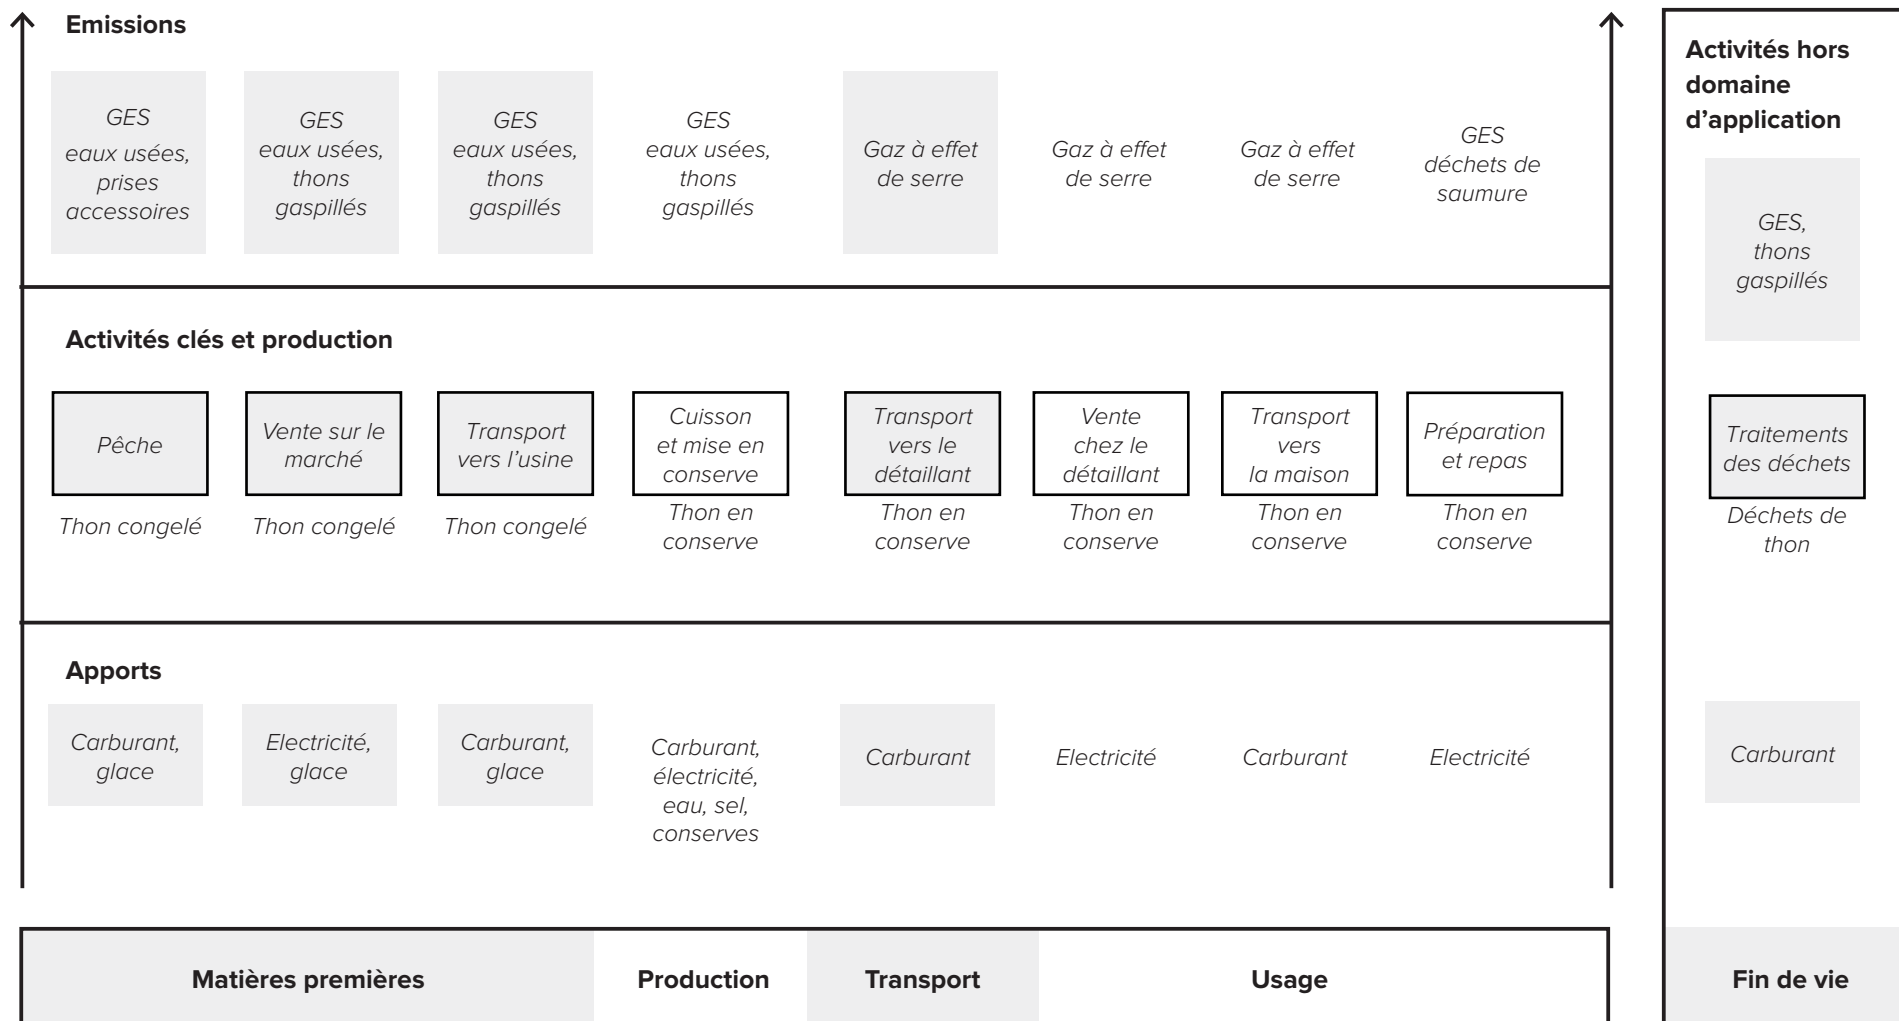 Emissions
GES
eaux usées,
prises
accessoires
GES
eaux usées,
thons
gaspillés
GES
eaux usées,
thons
gaspillés
GES
eaux usées,
thons
gaspillés
Gaz à effet
de serre
Gaz à effet
de serre
Gaz à effet
de serre
GES
déchets de
saumure
Activités clés et production
Pêche
Thon congelé
Vente sur le
marché
Thon congelé
Transport
vers l'usine
Thon congelé
Cuisson
et mise en
conserve
Thon en
conserve
Transport
vers le
détaillant
Thon en
conserve
Vente
chez le
détaillant
Thon en
conserve
Transport
vers
la maison
Thon en
conserve
Préparation
et repas
Thon en
conserve
Apports
Carburant,
glace
Electricité,
glace
Carburant,
glace
Carburant,
électricité,
eau, sel,
conserves
Carburant
Electricité
Carburant
Electricité
Matières premières
Production
Transport
Usage
Activités hors
domaine
d'application
GES,
thons
gaspillés
Traitements
des déchets
Déchets de
thon
Carburant
Fin de vie